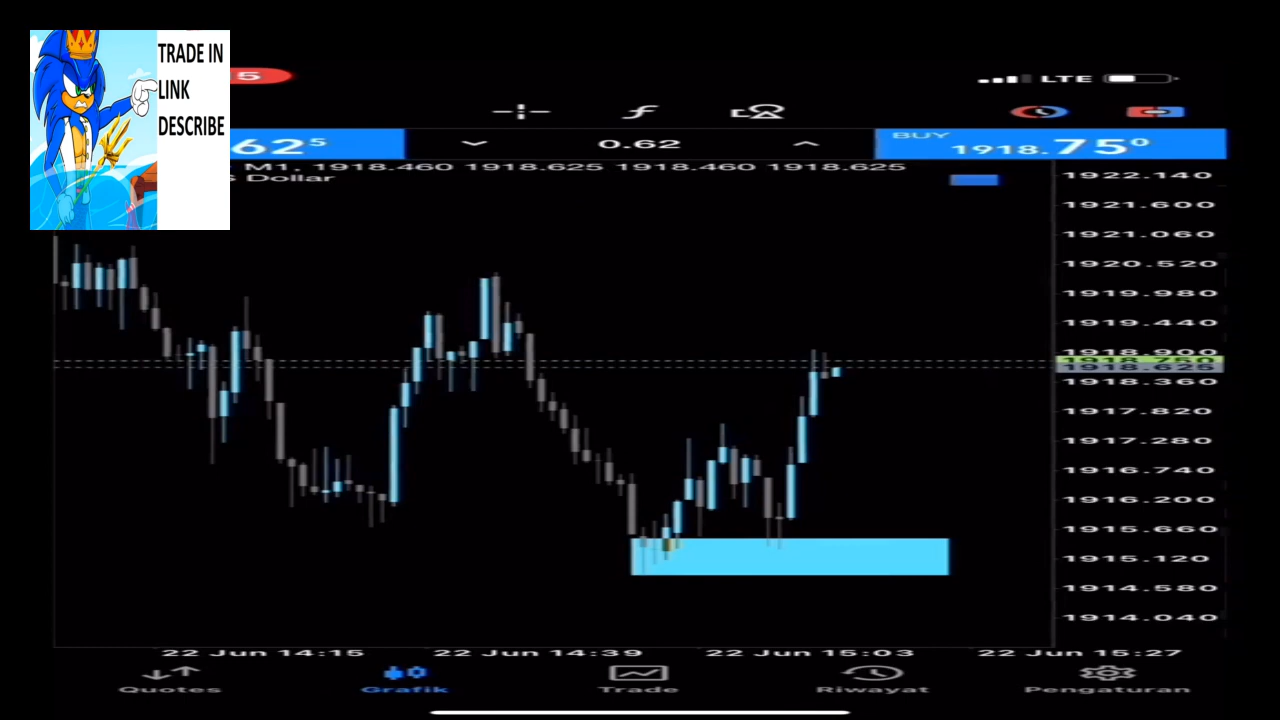 TRADE IN
LINK
DESCRIBE
5
LTE
62⁵
0.62
BUY
1918.75⁰
M1, 1918.460 1918.625 1918.460 1918.625
Dollar
1922.140
1921.600
1921.060
1920.520
1919.980
1919.440
1918.900
1918.750
1918.625
1918.360
1917.820
1917.280
1916.740
1916.200
1915.660
1915.120
1914.580
1914.040
22 Jun 14:15
22 Jun 14:39
22 Jun 15:03
22 Jun 15:27
Quotes
Grafik
Trade
Riwayat
Pengaturan